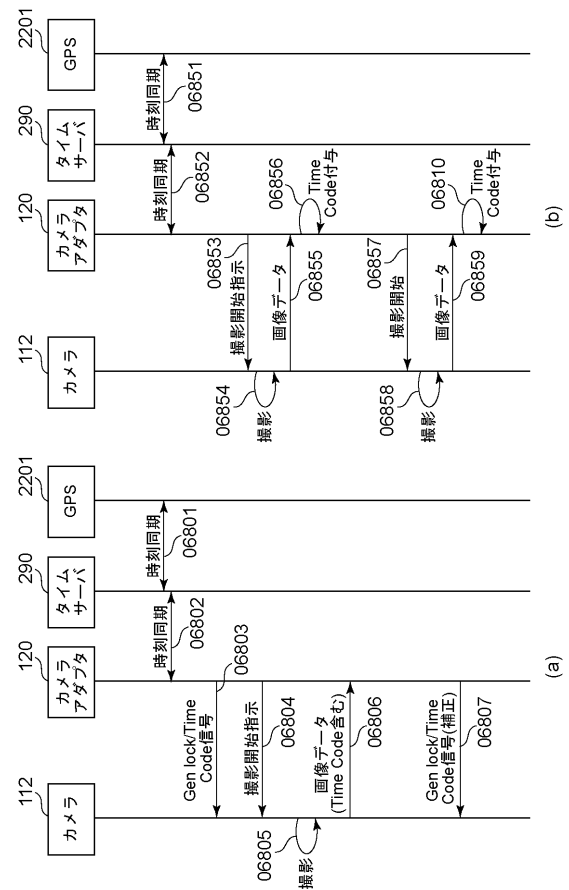 112
カメラ
120
カメラ
アダプタ
290
タイム
サーバ
2201
GPS
時刻同期
06801
時刻同期
06802
Gen lock/Time
Code信号
06803
撮影開始指示
06804
06805
撮影
画像データ
(Time Code含む)
06806
Gen lock/Time
Code信号(補正)
06807
(a)
112
カメラ
120
カメラ
アダプタ
290
タイム
サーバ
2201
GPS
時刻同期
06851
時刻同期
06852
06853
撮影開始指示
06854
撮影
画像データ
06855
06856
Time
Code付与
06857
撮影開始
06858
撮影
画像データ
06859
06810
Time
Code付与
(b)